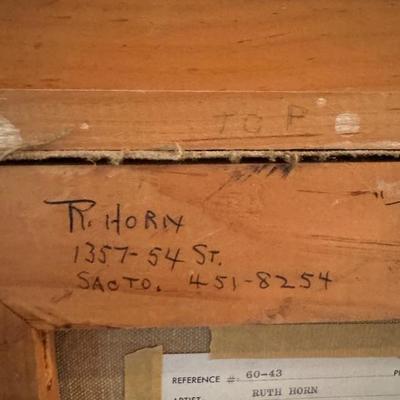 TOP
R. HORN
1357-54 ST.
SACTO. 451-8254
REFERENCE #: 60-43
RUTH HORN